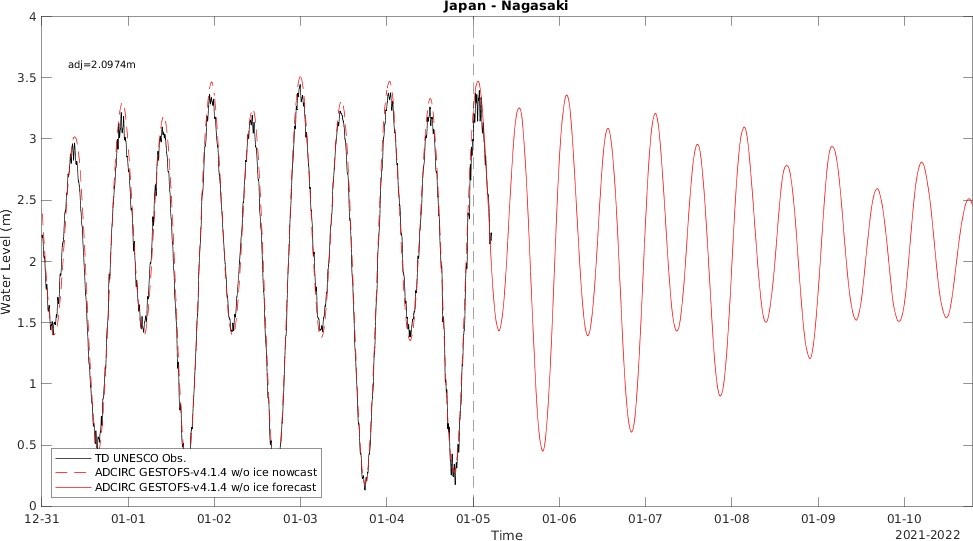 Japan - Nagasaki
4
adj=2.0974m
3.5
3
2.5
2
1.5
1
0.5
0
Water Level (m)
TD UNESCO Obs.
ADCIRC GESTOFS-v4.1.4 w/o ice nowcast
ADCIRC GESTOFS-v4.1.4 w/o ice forecast
12-31 01-01 01-02 01-03 01-04 01-05 01-06 01-07 01-08 01-09 01-10
Time
2021-2022